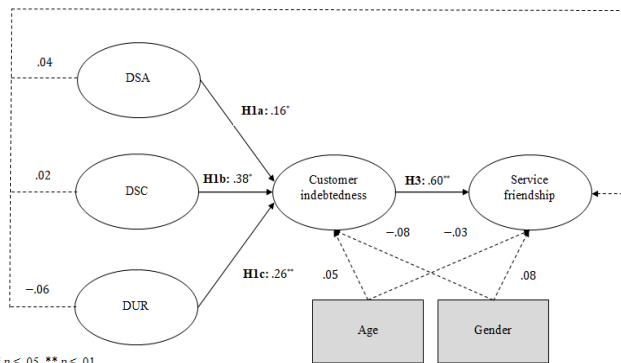 .04
DSA
H1a: .16*
.02
DSC
H1b: .38*
Customer
indebtedness
H3: .60**
Service
friendship
−.08
−.03
−.06
DUR
H1c: .26**
.05
.08
Age
Gender
p < .05, ** p < .01